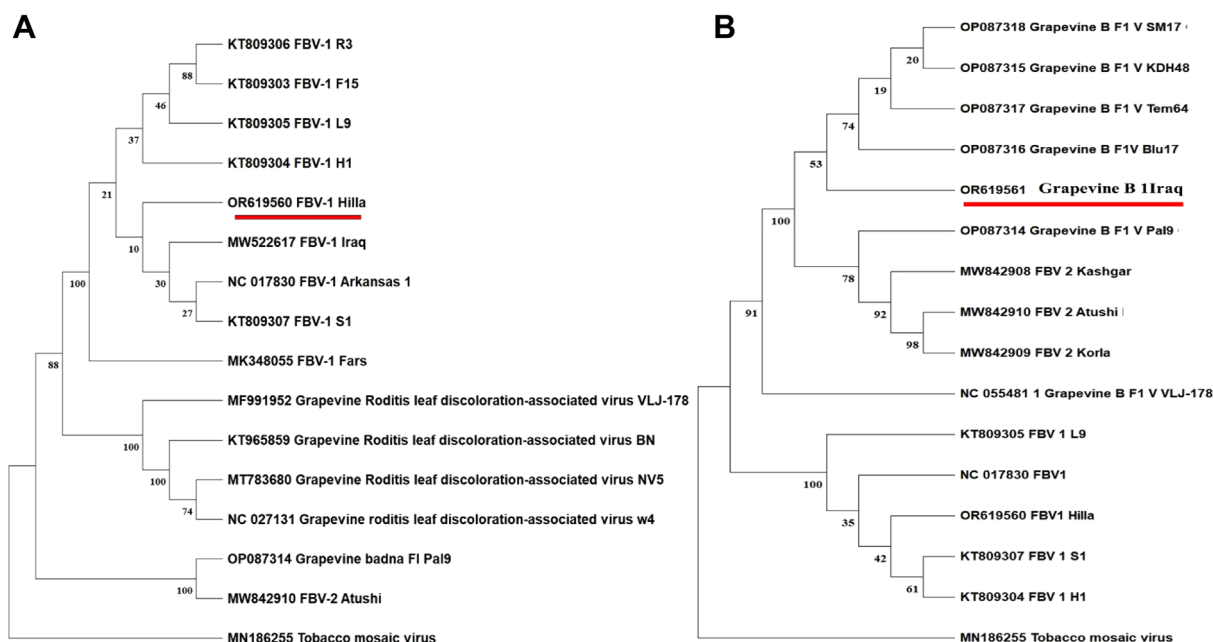 A
KT809306 FBV-1 R3
88
KT809303 F15
46
KT809305 FBV-1 L9
37
KT809304 FBV-1 H1
21
OR619560 FBV-1 Hilla
10
MW522617 FBV-1 Iraq
30
NC 017830 FBV-1 Arkansas 1
100
27
KT809307 FBV-1 S1
88
MK348055 FBV-1 Fars
MF991952 Grapevine Roditis leaf discoloration-associated virus VLJ-178
100
KT965859 Grapevine Roditis leaf discoloration-associated virus BN
100
MT783680 Grapevine Roditis leaf discoloration-associated virus NV5
74
NC 027131 Grapevine roditis leaf discoloration-associated virus w4
OP087314 Grapevine badna FI Pal9
100
MW842910 FBV-2 Atushi
MN186255 Tobacco mosaic virus
B
OP087318 Grapevine B F1 V SM17
20
OP087315 Grapevine B F1 V KDH48
19
OP087317 Grapevine B F1 V Tem64
74
OP087316 Grapevine B F1V Blu17
53
OR619561 Grapevine B 1Iraq
100
OP087314 Grapevine B F1 V Pal9
78
MW842908 FBV 2 Kashgar
92
MW842910 FBV 2 Atushi
91
98
MW842909 FBV 2 Korla
NC 055481 1 Grapevine B F1 V VLJ-178
KT809305 FBV 1 L9
100
NC 017830 FBV1
35
OR619560 FBV1 Hilla
42
KT809307 FBV 1 S1
61
KT809304 FBV 1 H1
MN186255 Tobacco mosaic virus